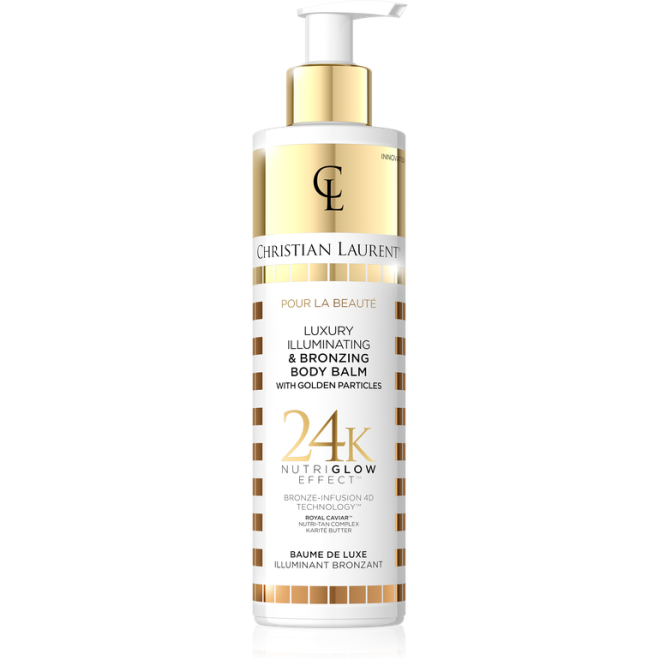 CL
CHRISTIAN LAURENT
POUR LA BEAUTÉ
LUXURY
ILLUMINATING
& BRONZING
BODY BALM
WITH GOLDEN PARTICLES
24K
NUTRIGLOW
EFFECT™
BRONZE-INFUSION 4D
TECHNOLOGY™
ROYAL CAVIAR™
NUTRI-TAN COMPLEX
KARITÉ BUTTER
BAUME DE LUXE
ILLUMINANT BRONZANT